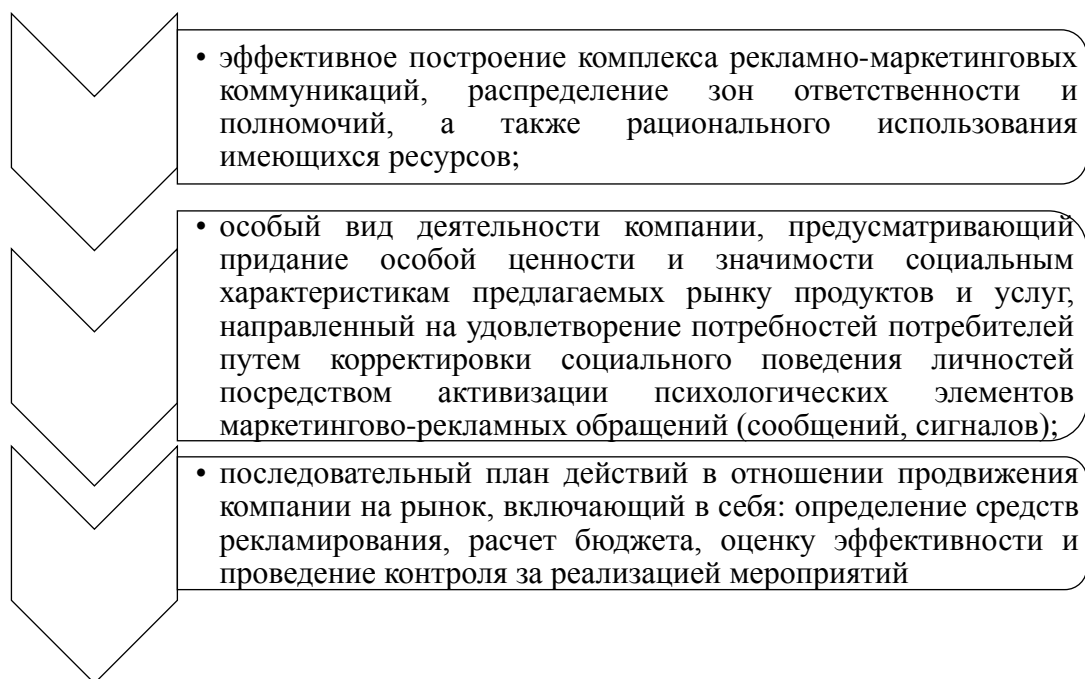 • эффективное построение комплекса рекламно-маркетинговых
коммуникаций, распределение зон ответственности и
полномочий, а также рационального использования
имеющихся ресурсов;
• особый вид деятельности компании, предусматривающий
придание особой ценности и значимости социальным
характеристикам предлагаемых рынку продуктов и услуг,
направленный на удовлетворение потребностей потребителей
путем корректировки социального поведения личностей
посредством активизации психологических элементов
маркетингово-рекламных обращений (сообщений, сигналов);
• последовательный план действий в отношении продвижения
компании на рынок, включающий в себя: определение средств
рекламирования, расчет бюджета, оценку эффективности и
проведение контроля за реализацией мероприятий